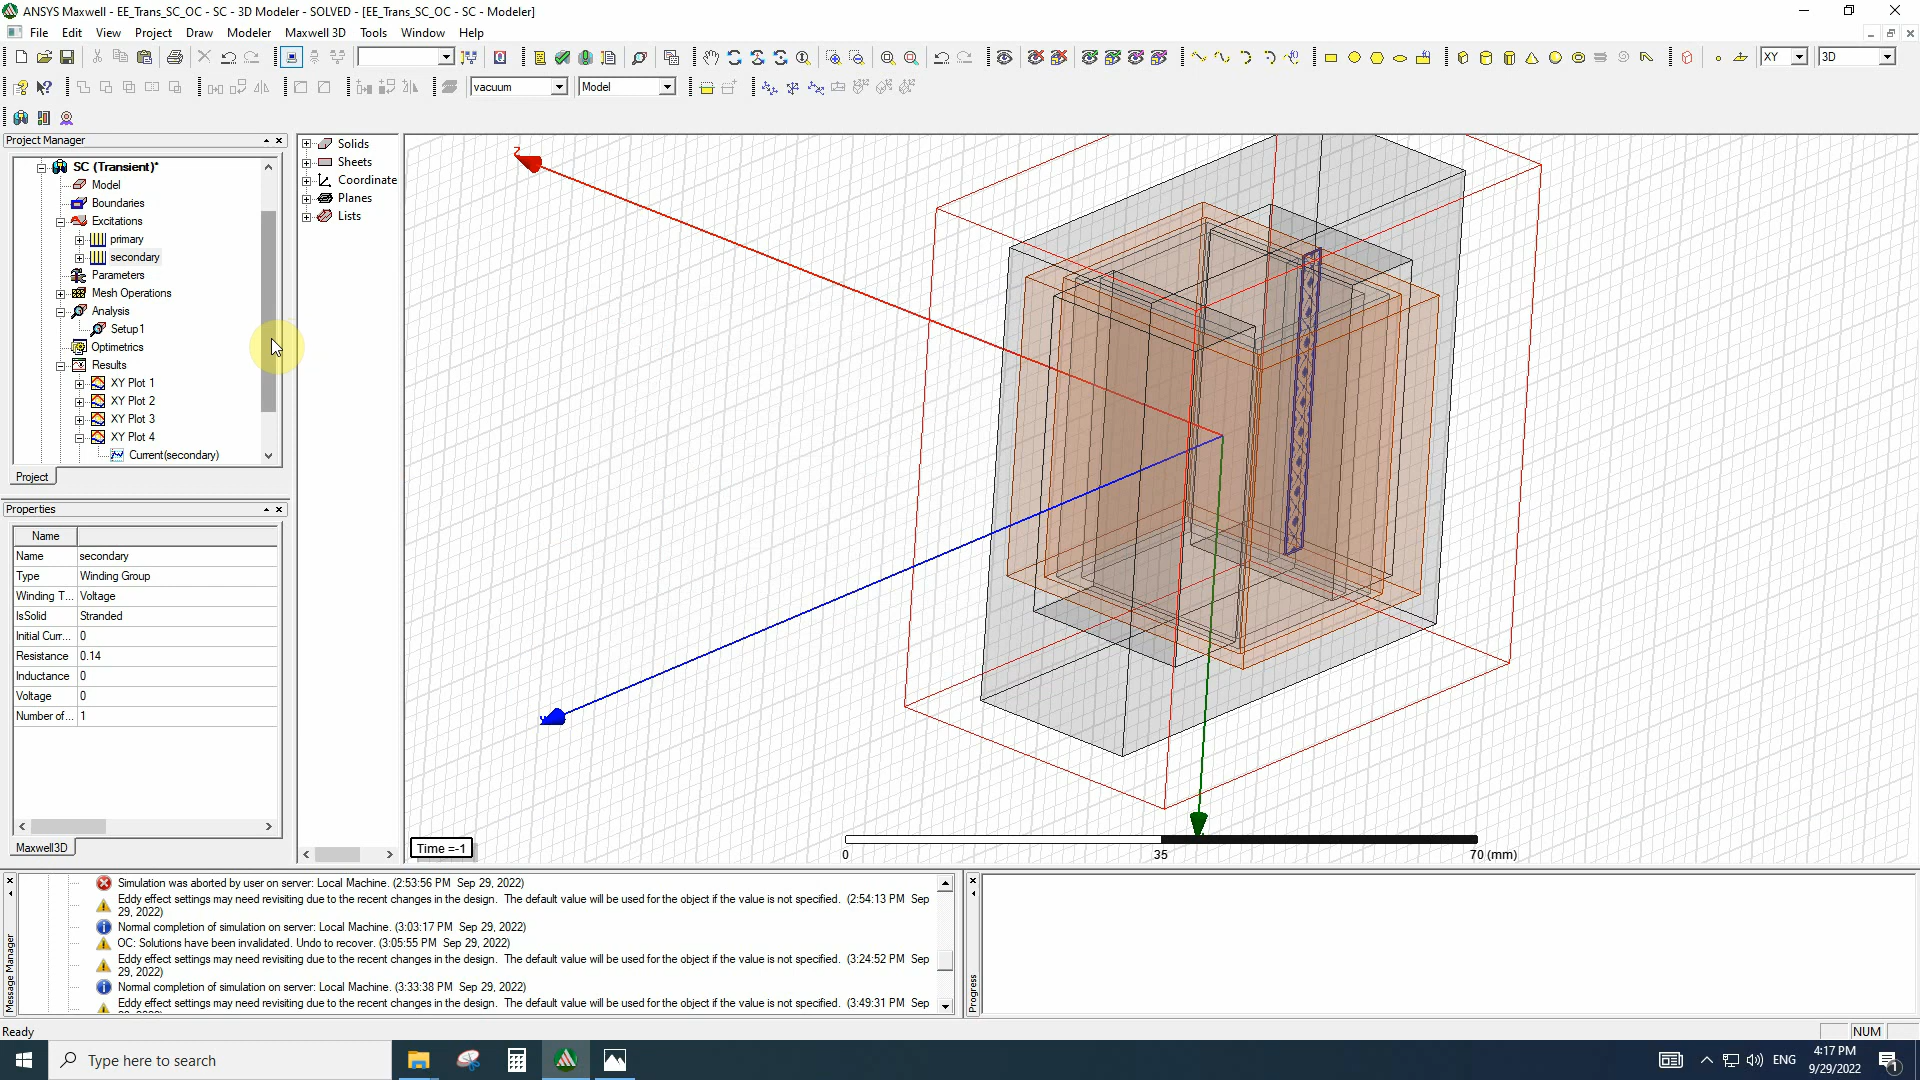 ANSYS Maxwell - EE_Trans_SC_OC - SC - 3D Modeler - SOLVED - [EE_Trans_SC_OC - SC - Modeler]
File Edit View Project Draw Modeler Maxwell 3D Tools Window Help
XY 3D
vacuum Model
Project Manager
SC (Transient)*
Model
Boundaries
Excitations
primary
secondary
Parameters
Mesh Operations
Analysis
Setup1
Optimetrics
Results
XY Plot 1
XY Plot 2
XY Plot 3
XY Plot 4
Current(secondary)
Project
Solids
Sheets
Coordinate
Planes
Lists
Properties
Name
Name secondary
Type Winding Group
Winding T... Voltage
IsSolid Stranded
Initial Curr... 0
Resistance 0.14
Inductance 0
Voltage 0
Number of... 1
Maxwell3D
Time =-1
0 35 70 (mm)
Message Manager
Simulation was aborted by user on server: Local Machine. (2:53:56 PM Sep 29, 2022)
Eddy effect settings may need revisiting due to the recent changes in the design. The default value will be used for the object if the value is not specified. (2:54:13 PM Sep
29, 2022)
Normal completion of simulation on server: Local Machine. (3:03:17 PM Sep 29, 2022)
OC: Solutions have been invalidated. Undo to recover. (3:05:55 PM Sep 29, 2022)
Eddy effect settings may need revisiting due to the recent changes in the design. The default value will be used for the object if the value is not specified. (3:24:52 PM Sep
29, 2022)
Normal completion of simulation on server: Local Machine. (3:33:38 PM Sep 29, 2022)
Eddy effect settings may need revisiting due to the recent changes in the design. The default value will be used for the object if the value is not specified. (3:49:31 PM Sep
Progress
Ready
NUM
Type here to search
ENG
4:17 PM
9/29/2022
1